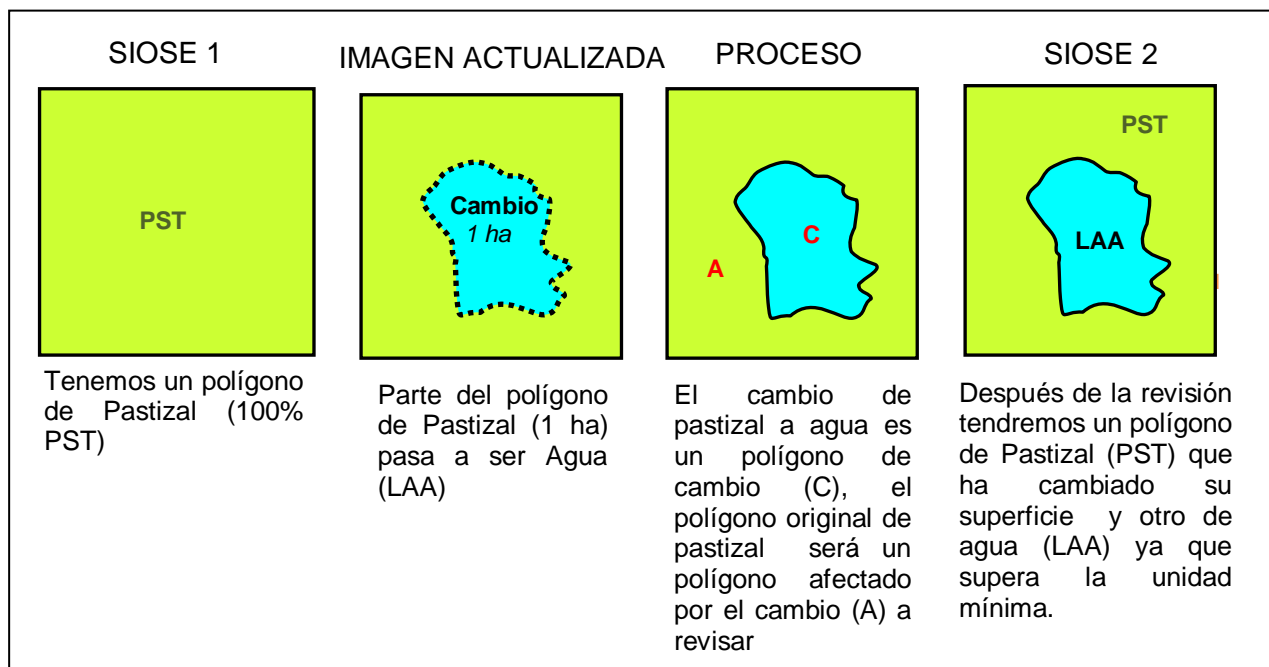 SIOSE 1
IMAGEN ACTUALIZADA
PROCESO
SIOSE 2
PST
Cambio
1 ha
A
C
PST
LAA
Tenemos un polígono
de Pastizal (100%
PST)
Parte del polígono
de Pastizal (1 ha)
pasa a ser Agua
(LAA)
El cambio de
pastizal a agua es
un polígono de
cambio (C), el
polígono original de
pastizal será un
polígono afectado
por el cambio (A) a
revisar
Después de la revisión
tendremos un polígono
de Pastizal (PST) que
ha cambiado su
superficie y otro de
agua (LAA) ya que
supera la unidad
mínima.